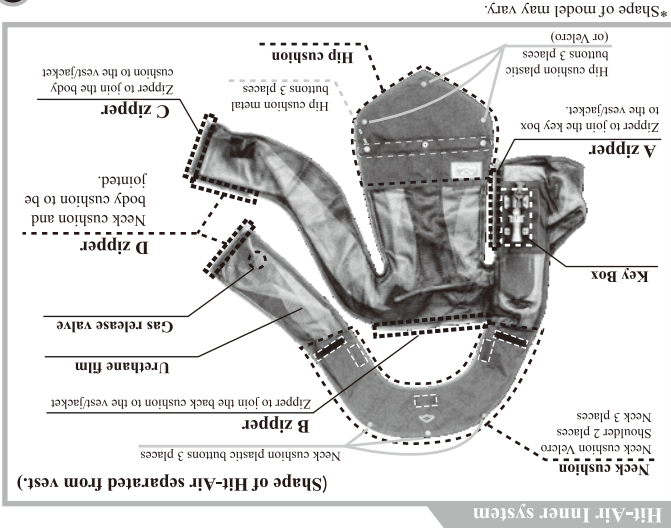 Hit-Air Inner system
(Shape of Hit-Air separated from vest.)
Neck cushion
Neck cushion Velcro
Shoulder 2 places
Neck 3 places
Neck cushion plastic buttons 3 places
B zipper
Zipper to join the back cushion to the vest/jacket
Urethane film
Gas release valve
Key Box
D zipper
Neck cushion and
body cushion to be
jointed.
A zipper
Zipper to join the key box
to the vest/jacket.
C zipper
Zipper to join the body
cushion to the vest/jacket
Hip cushion metal
buttons 3 places
Hip cushion plastic
buttons 3 places
(or Velcro)
Hip cushion
*Shape of model may vary.